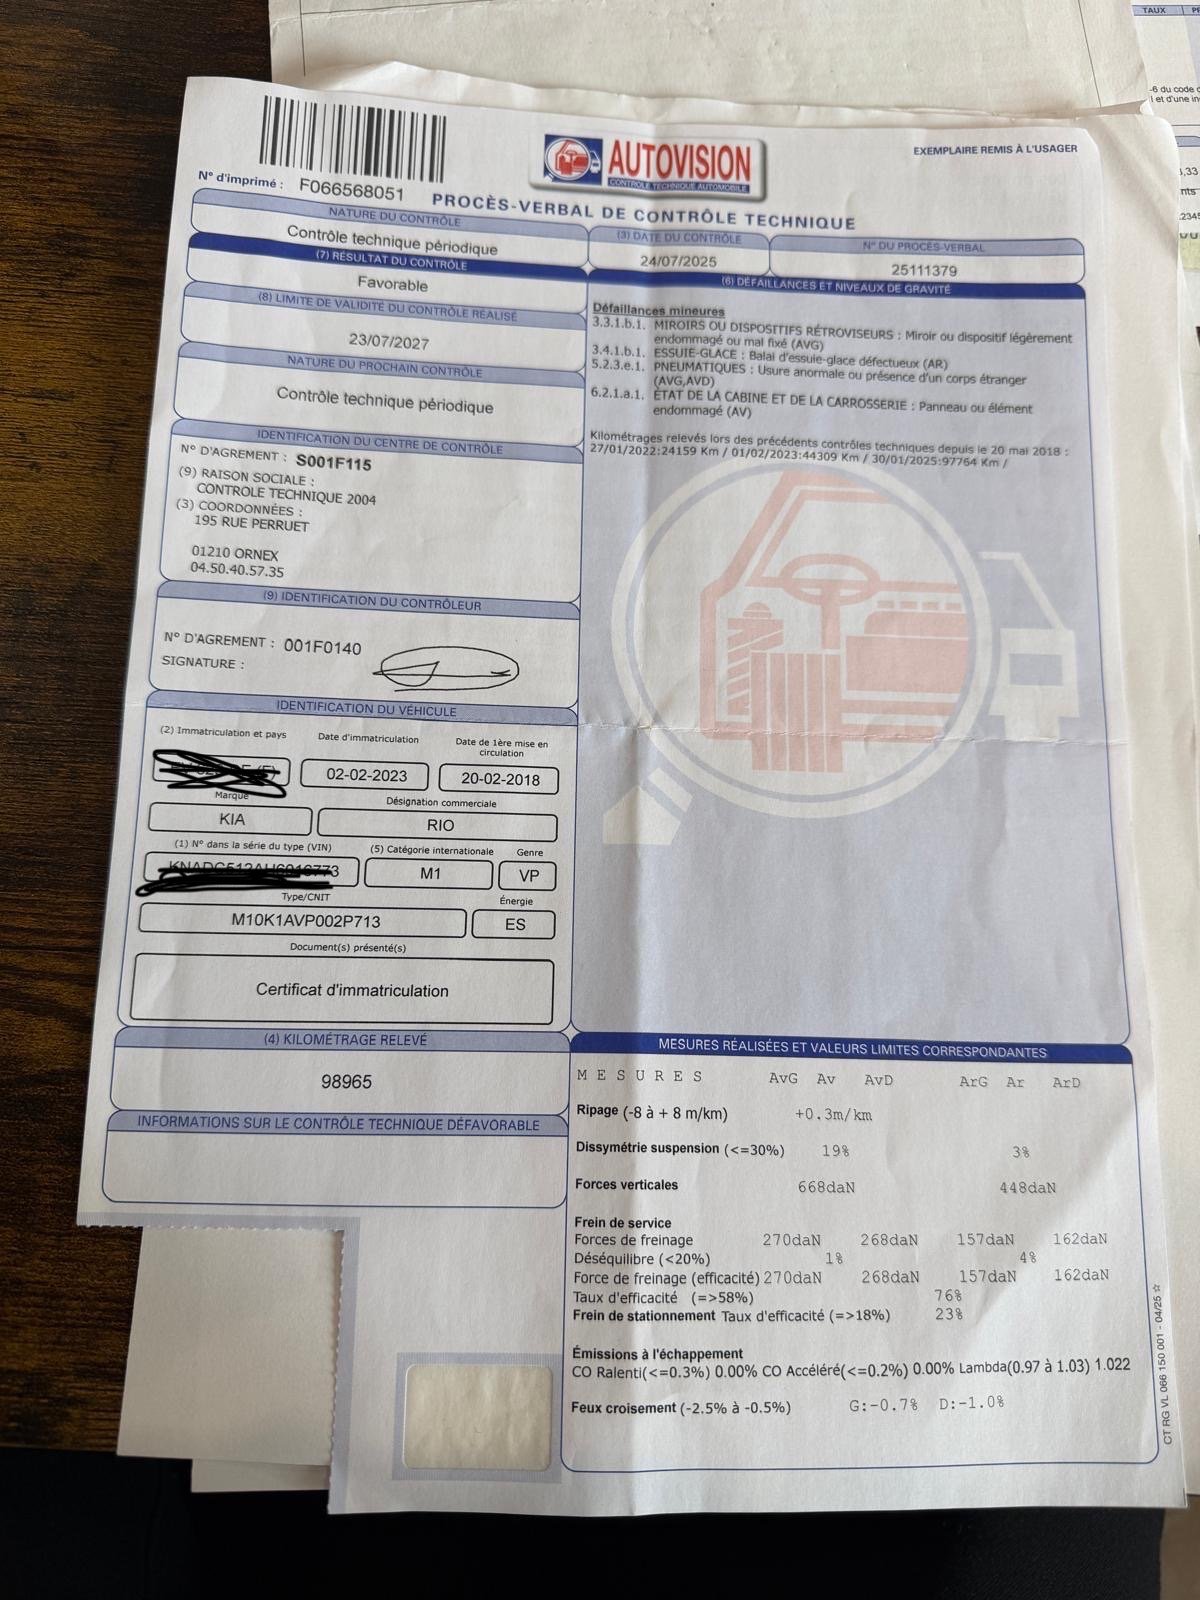 TAUX
-6 du code
l et d'une in
EXEMPLAIRE REMIS À L'USAGER
AUTOVISION
CONTRÔLE TECHNIQUE AUTOMOBILE
N° d'imprimé : F066568051
PROCÈS-VERBAL DE CONTRÔLE TECHNIQUE
NATURE DU CONTRÔLE
Contrôle technique périodique
(3) DATE DU CONTRÔLE
24/07/2025
N° DU PROCÈS-VERBAL
25111379
(7) RÉSULTAT DU CONTRÔLE
Favorable
(8) LIMITE DE VALIDITÉ DU CONTRÔLE RÉALISÉ
23/07/2027
NATURE DU PROCHAIN CONTRÔLE
Contrôle technique périodique
(6) DÉFAILLANCES ET NIVEAUX DE GRAVITÉ
Défaillances mineures
3.3.1.b.1. MIROIRS OU DISPOSITIFS RÉTROVISEURS : Miroir ou dispositif légèrement
endommagé ou mal fixé (AVG)
3.4.1.b.1. ESSUIE-GLACE : Balai d'essuie-glace défectueux (AR)
5.2.3.e.1. PNEUMATIQUES : Usure anormale ou présence d'un corps étranger
(AVG,AVD)
6.2.1.a.1. ÉTAT DE LA CABINE ET DE LA CARROSSERIE : Panneau ou élément
endommagé (AV)
Kilométrages relevés lors des précédents contrôles techniques depuis le 20 mai 2018 :
27/01/2022:24159 Km / 01/02/2023:44309 Km / 30/01/2025:97764 Km /
IDENTIFICATION DU CENTRE DE CONTRÔLE
N° D'AGREMENT : S001F115
(9) RAISON SOCIALE :
CONTROLE TECHNIQUE 2004
(3) COORDONNÉES :
195 RUE PERRUET
01210 ORNEX
04.50.40.57.35
(9) IDENTIFICATION DU CONTRÔLEUR
N° D'AGREMENT : 001F0140
SIGNATURE :
IDENTIFICATION DU VÉHICULE
(2) Immatriculation et pays
Date d'immatriculation
02-02-2023
Date de 1ère mise en
circulation
20-02-2018
Marque
KIA
Désignation commerciale
RIO
(1) N° dans la série du type (VIN)
(5) Catégorie internationale
M1
Genre
VP
Type/CNIT
M10K1AVP002P713
Énergie
ES
Document(s) présenté(s)
Certificat d'immatriculation
(4) KILOMÉTRAGE RELEVÉ
98965
INFORMATIONS SUR LE CONTRÔLE TECHNIQUE DÉFAVORABLE
MESURES RÉALISÉES ET VALEURS LIMITES CORRESPONDANTES
MESURES AvG Av AvD ArG Ar ArD
Ripage (-8 à + 8 m/km) +0.3m/km
Dissymétrie suspension (<=30%) 19% 3%
Forces verticales 668daN 448daN
Frein de service
Forces de freinage 270daN 268daN 157daN 162daN
Déséquilibre (<20%) 1% 4%
Force de freinage (efficacité) 270daN 268daN 157daN 162daN
Taux d'efficacité (=>58%) 76%
Frein de stationnement Taux d'efficacité (=>18%) 23%
Émissions à l'échappement
CO Ralenti(<=0.3%) 0.00% CO Accéléré(<=0.2%) 0.00% Lambda(0.97 à 1.03) 1.022
Feux croisement (-2.5% à -0.5%) G:-0.7% D:-1.0%
CT RG VL 066 150 001 - 04/25 ☆